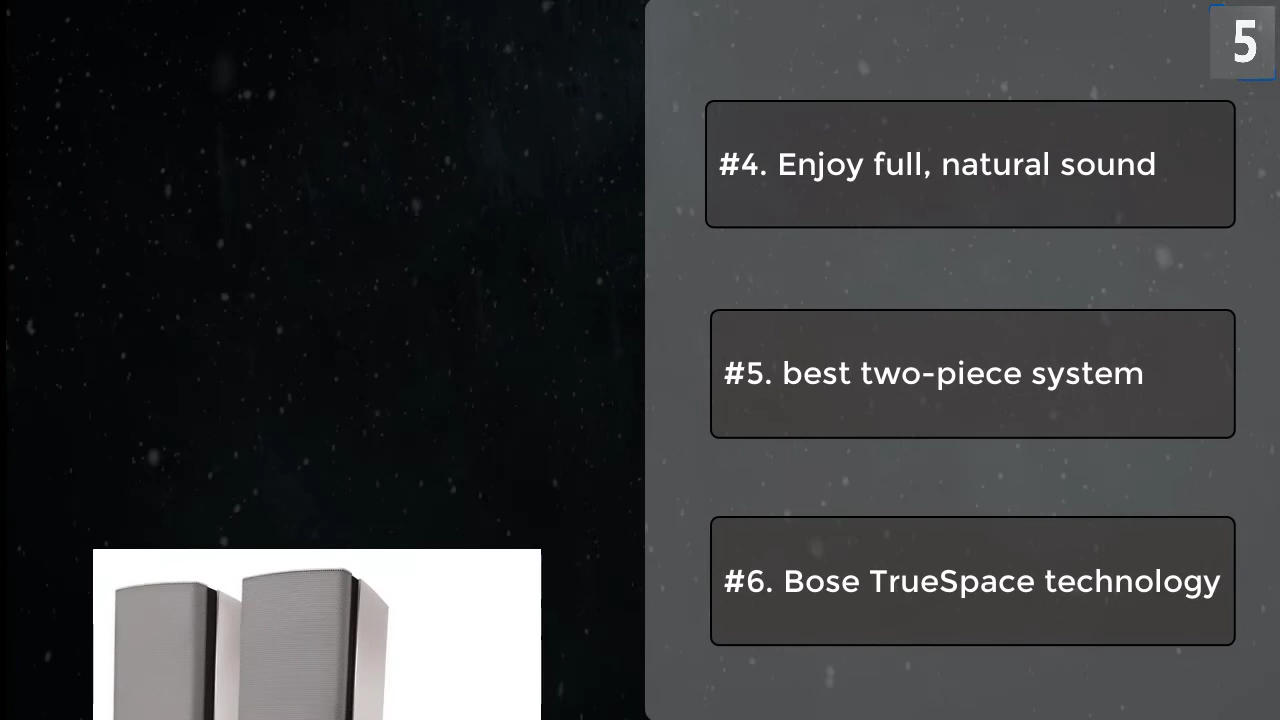 5
#4. Enjoy full, natural sound
#5. best two-piece system
#6. Bose TrueSpace technology